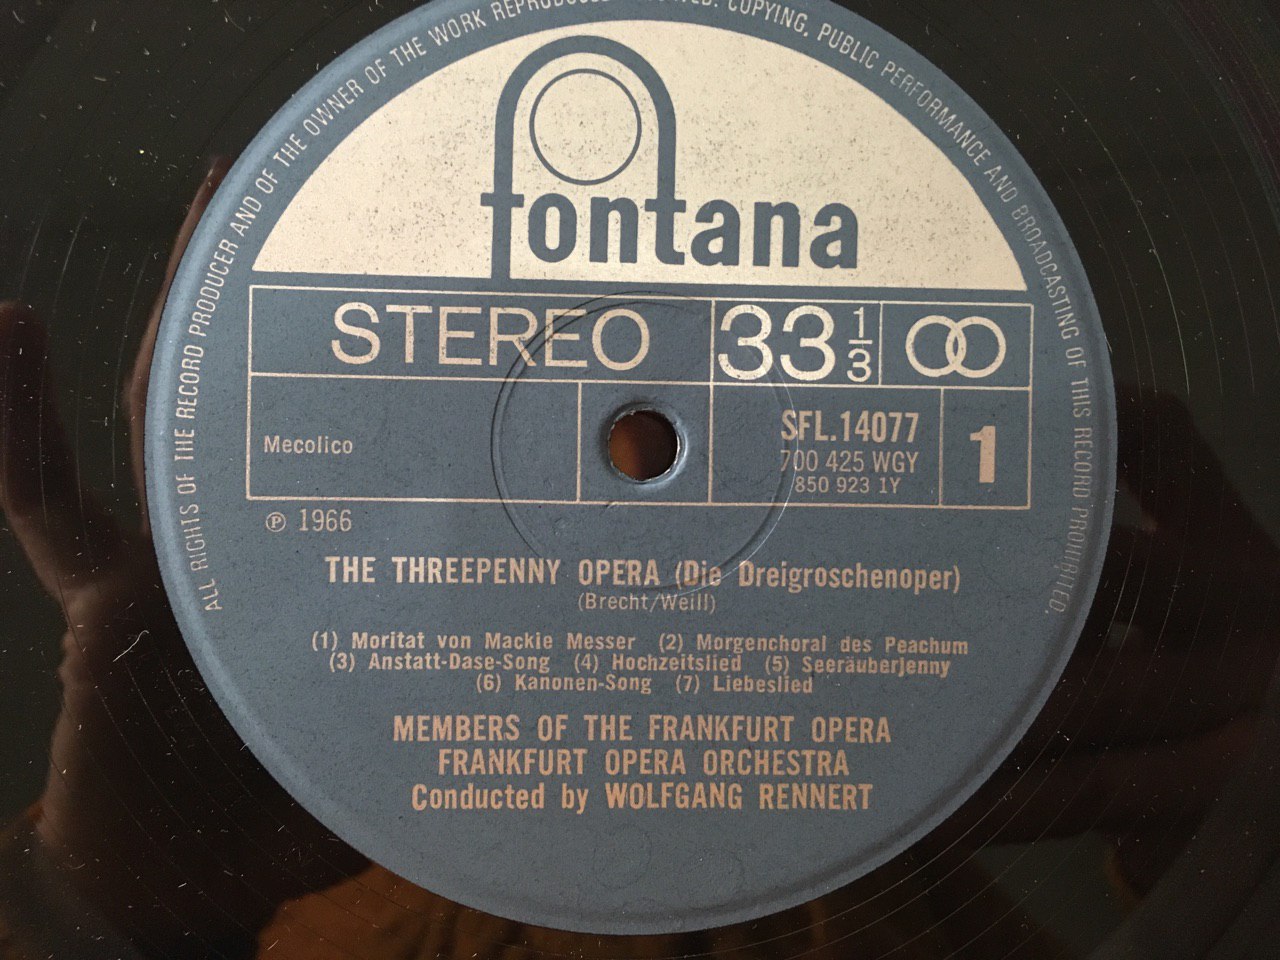 ALL RIGHTS OF THE RECORD PRODUCER AND OF THE OWNER OF THE WORK REPRODUCED COPYING, PUBLIC PERFORMANCE AND BROADCASTING OF THIS RECORD PROHIBITED.
fontana
STEREO 33 1/3
Mecolico
SFL.14077
700 425 WGY
850 923 1Y
1
℗ 1966
THE THREEPENNY OPERA (Die Dreigroschenoper)
(Brecht/Weill)
(1) Moritat von Mackie Messer (2) Morgenchoral des Peachum
(3) Anstatt-Dase-Song (4) Hochzeitslied (5) Seeräuberjenny
(6) Kanonen-Song (7) Liebeslied
MEMBERS OF THE FRANKFURT OPERA
FRANKFURT OPERA ORCHESTRA
Conducted by WOLFGANG RENNERT